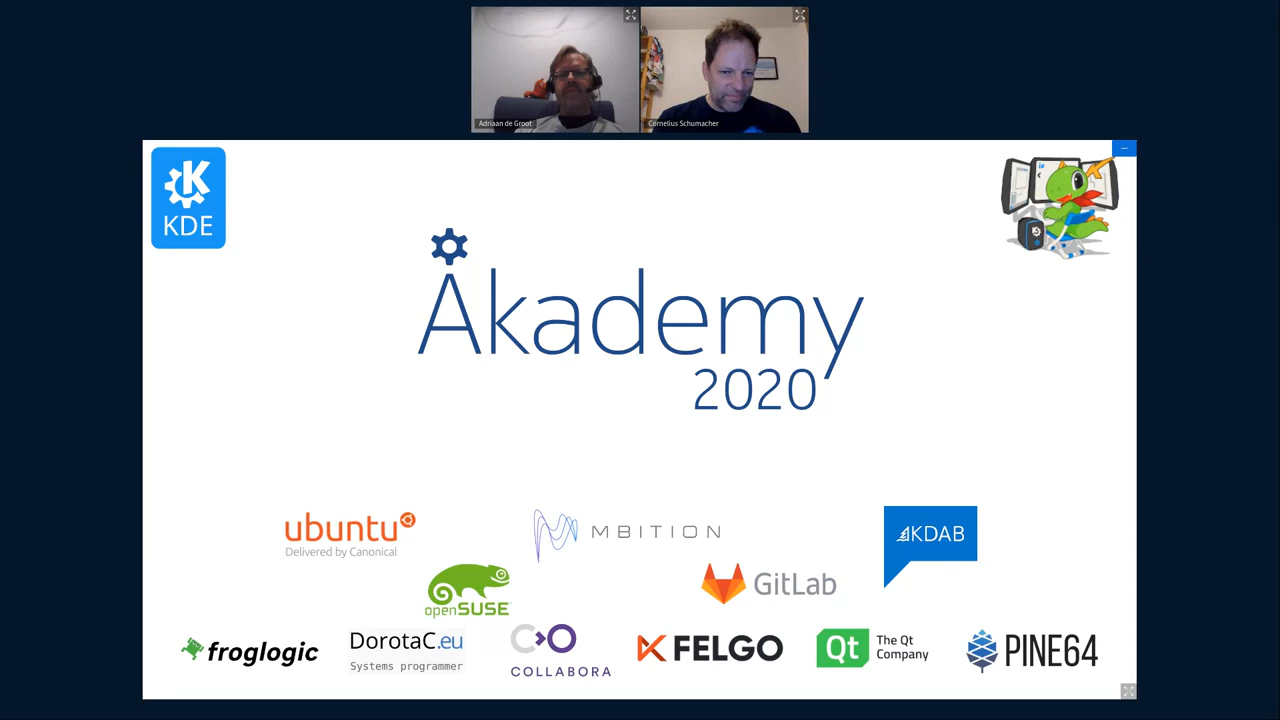 Adriaan de Groot
Cornelius Schumacher
KDE
Akademy
2020
ubuntu
Delivered by Canonical
MBITION
KDAB
openSUSE
GitLab
froglogic
DorotaC.eu
Systems programmer
COLLABORA
FELGO
Qt
The Qt
Company
PINE64